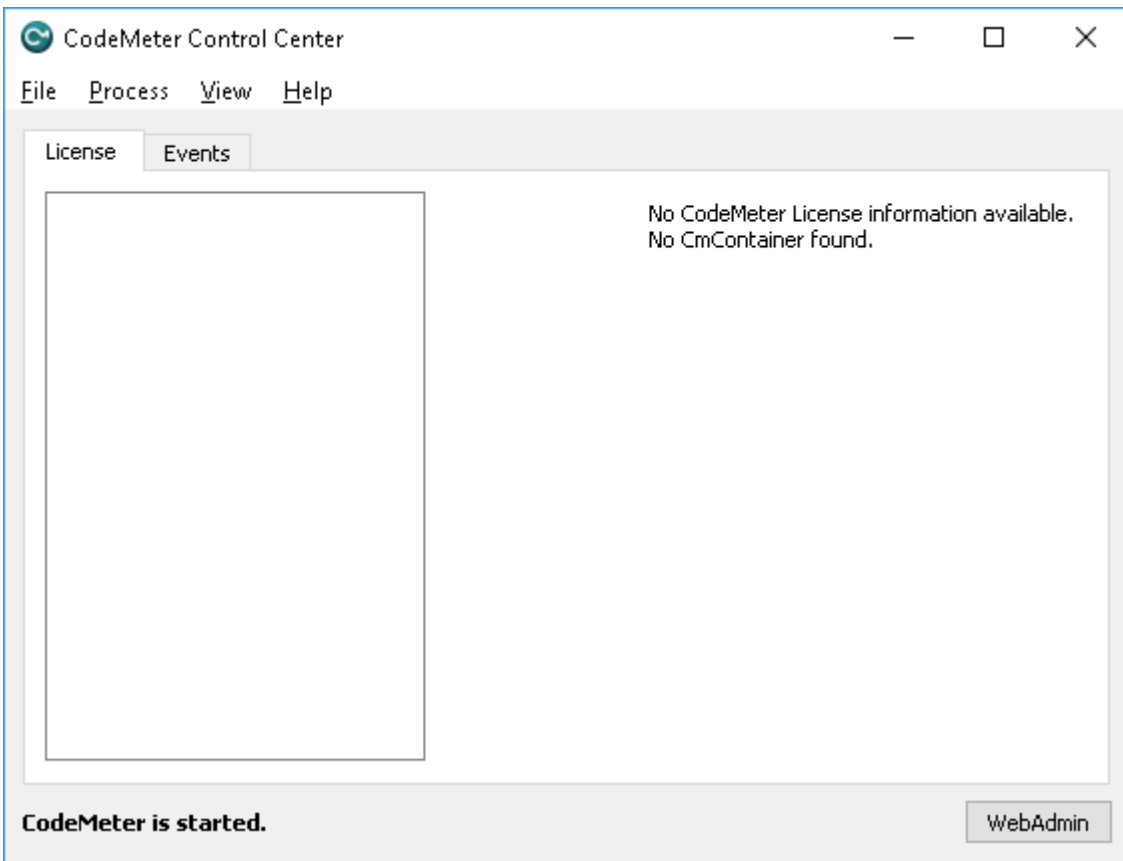 CodeMeter Control Center
File Process View Help
License Events
No CodeMeter License information available.
No CmContainer found.
CodeMeter is started.
WebAdmin